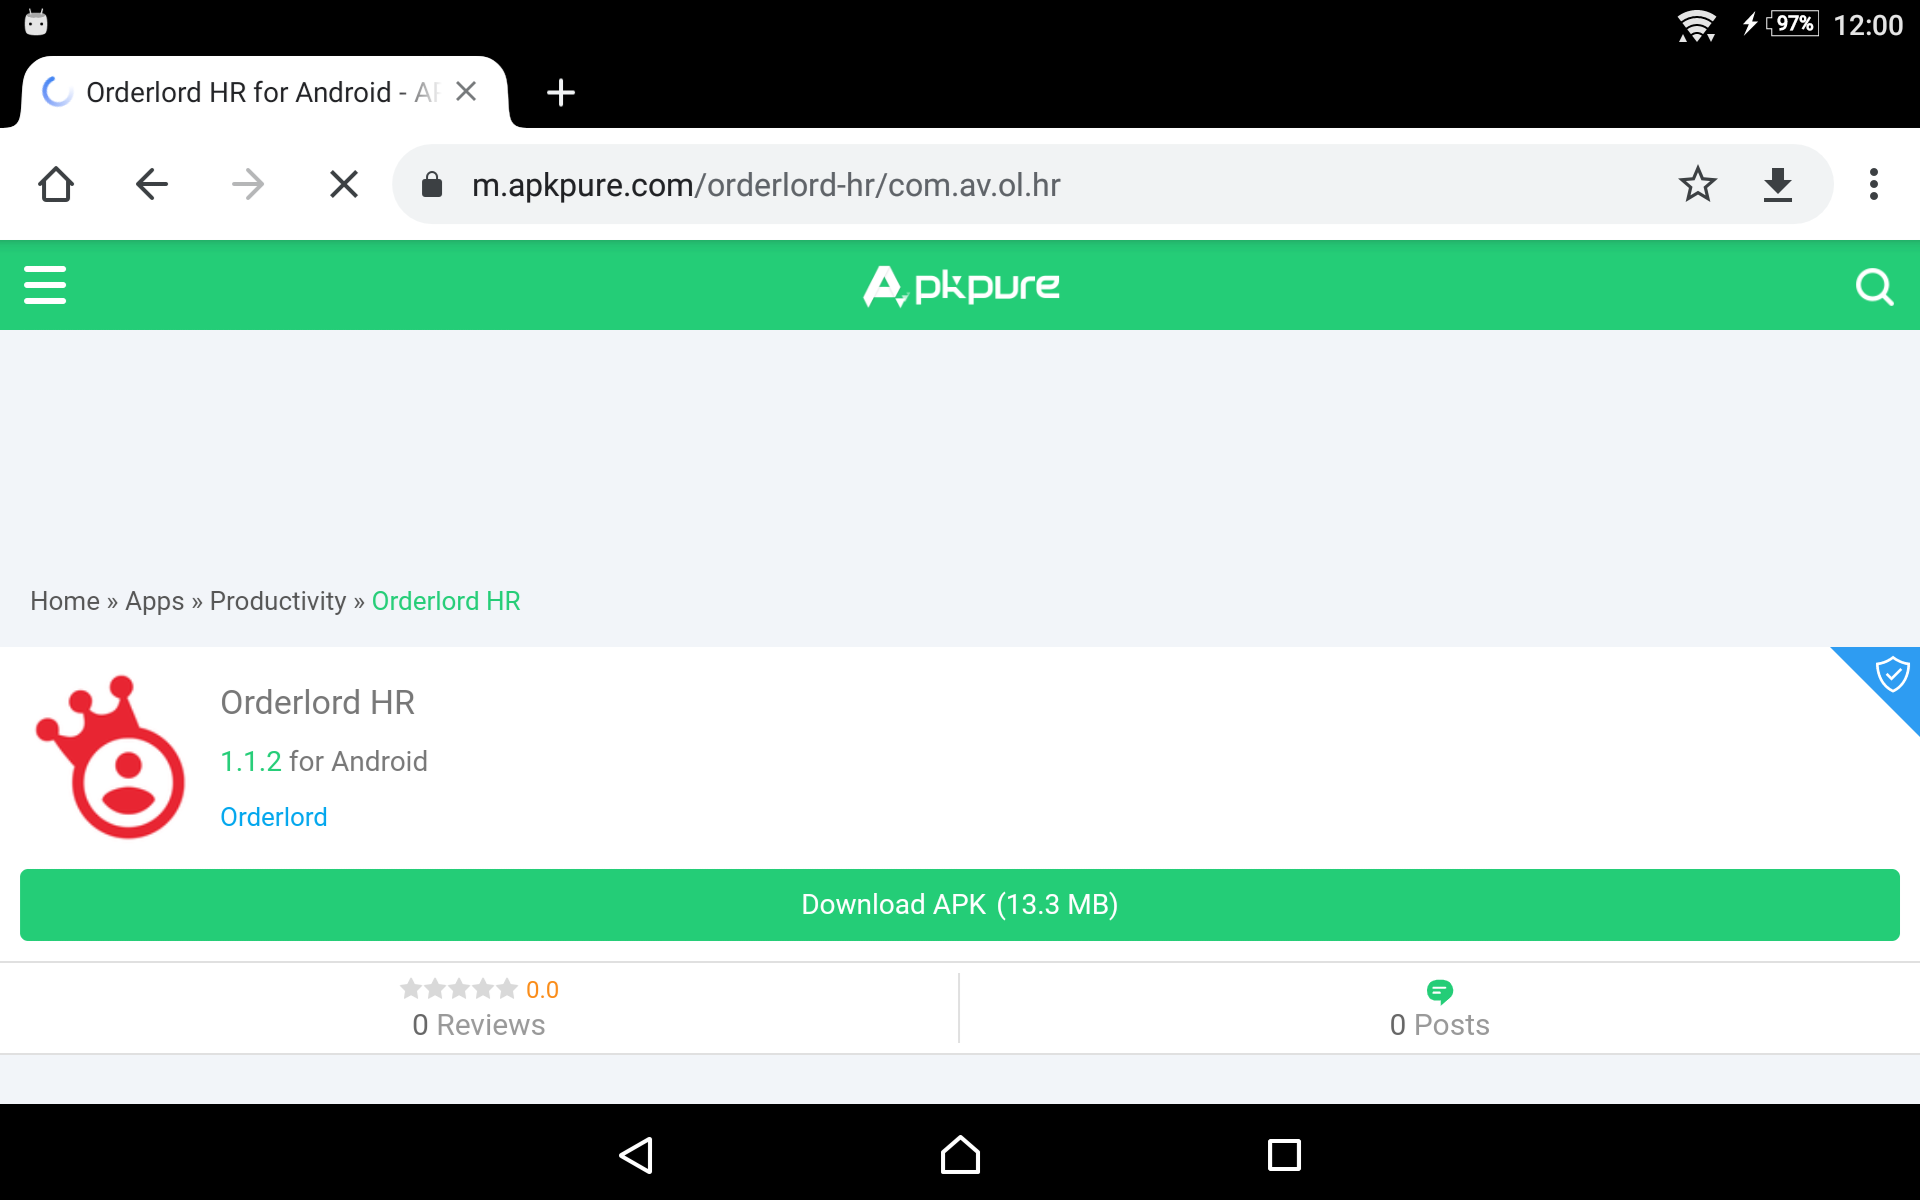 97% 12:00
Orderlord HR for Android - AP
m.apkpure.com/orderlord-hr/com.av.ol.hr
Apkpure
Home » Apps » Productivity » Orderlord HR
Orderlord HR
1.1.2 for Android
Orderlord
Download APK (13.3 MB)
0.0
0 Reviews
0 Posts